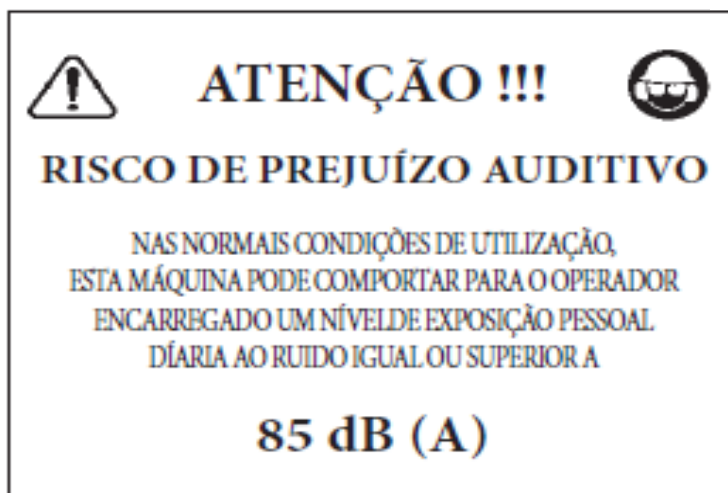 ATENÇÃO !!!
RISCO DE PREJUÍZO AUDITIVO
NAS NORMAIS CONDIÇÕES DE UTILIZAÇÃO,
ESTA MÁQUINA PODE COMPORTAR PARA O OPERADOR
ENCARREGADO UM NÍVELDE EXPOSIÇÃO PESSOAL
DÍARIA AO RUIDO IGUAL OU SUPERIOR A
85 dB (A)